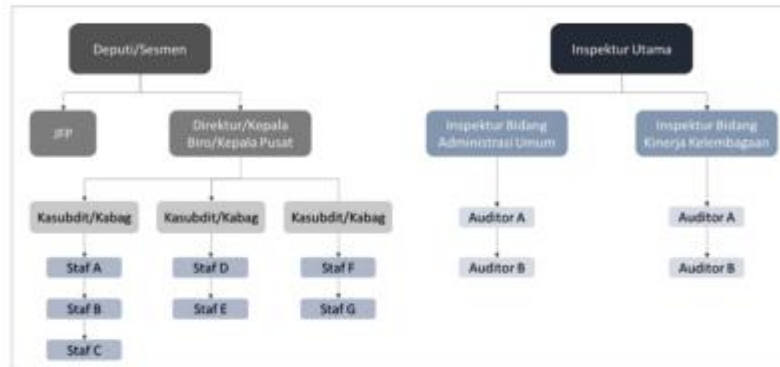 Deputi/Sesmen
Inspektur Utama
JFP
Direktur/Kepala
Biro/Kepala Pusat
Inspektur Bidang
Administrasi Umum
Inspektur Bidang
Kinerja Kelembagaan
Kasubdit/Kabag
Kasubdit/Kabag
Kasubdit/Kabag
Auditor A
Auditor A
Staf A
Staf D
Staf F
Auditor B
Auditor B
Staf B
Staf E
Staf G
Staf C